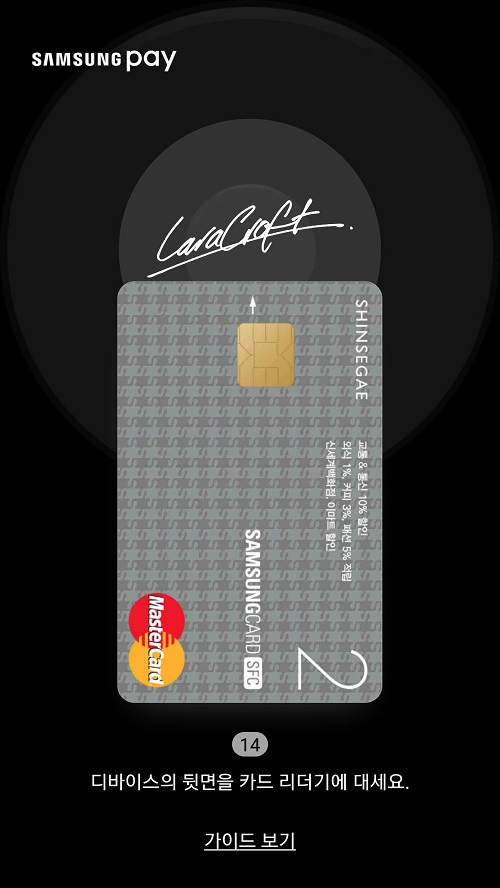 SAMSUNG pay
LaraCroft.
SHINSEGAE
교통 & 통신 10% 할인
외식 1%, 커피 3%, 패션 5% 적립
신세계백화점, 이마트 할인
SAMSUNGCARD SFC
2
MasterCard
14
디바이스의 뒷면을 카드 리더기에 대세요.
가이드 보기